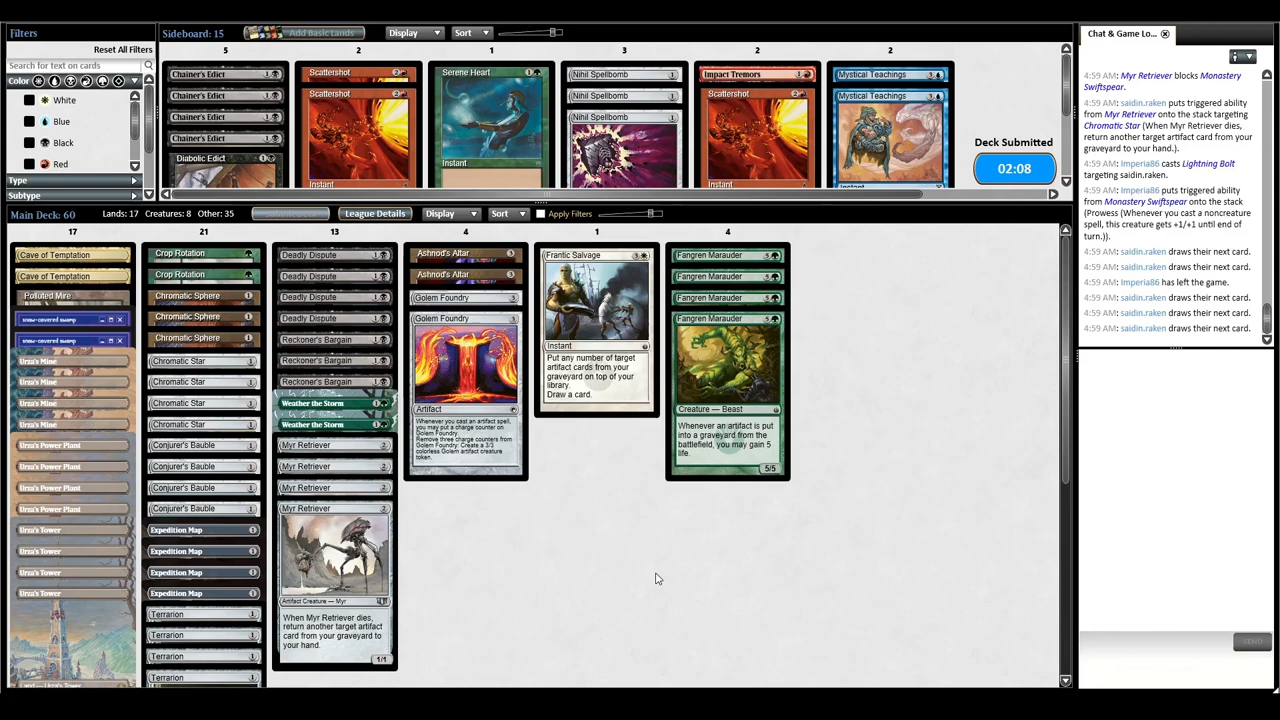 Filters
Reset All Filters
Search for text on cards
Color
White
Blue
Black
Red
Type
Subtype
Sideboard: 15
Add Basic Lands
Display
Sort
5
2
1
3
2
2
Chainer's Edict
Chainer's Edict
Chainer's Edict
Chainer's Edict
Diabolic Edict
Scattershot
Scattershot
Instant
Serene Heart
Instant
Nihil Spellbomb
Nihil Spellbomb
Nihil Spellbomb
Impact Tremors
Scattershot
Instant
Mystical Teachings
Mystical Teachings
Instant
Deck Submitted
02:08
Main Deck: 60
Lands: 17
Creatures: 8
Other: 35
League Details
Display
Sort
Apply Filters
17
21
13
4
1
4
Cave of Temptation
Cave of Temptation
Polluted Mire
snow-covered swamp
snow-covered swamp
Urza's Mine
Urza's Mine
Urza's Mine
Urza's Mine
Urza's Power Plant
Urza's Power Plant
Urza's Power Plant
Urza's Power Plant
Urza's Tower
Urza's Tower
Urza's Tower
Urza's Tower
Crop Rotation
Crop Rotation
Chromatic Sphere
Chromatic Sphere
Chromatic Sphere
Chromatic Star
Chromatic Star
Chromatic Star
Chromatic Star
Conjurer's Bauble
Conjurer's Bauble
Conjurer's Bauble
Conjurer's Bauble
Expedition Map
Expedition Map
Expedition Map
Expedition Map
Terrarion
Terrarion
Terrarion
Terrarion
Deadly Dispute
Deadly Dispute
Deadly Dispute
Deadly Dispute
Reckoner's Bargain
Reckoner's Bargain
Reckoner's Bargain
Weather the Storm
Weather the Storm
Myr Retriever
Myr Retriever
Myr Retriever
Myr Retriever
Artifact Creature — Myr
When Myr Retriever dies,
return another target artifact
card from your graveyard to
your hand.
1/1
Ashnod's Altar
Ashnod's Altar
Golem Foundry
Golem Foundry
Artifact
Whenever you cast an artifact spell,
you may put a charge counter on
Golem Foundry.
Remove three charge counters from
Golem Foundry: Create a 3/3
colorless Golem artifact creature
token.
Frantic Salvage
Instant
Put any number of target
artifact cards from your
graveyard on top of your
library.
Draw a card.
Fangren Marauder
Fangren Marauder
Fangren Marauder
Fangren Marauder
Creature — Beast
Whenever an artifact is put
into a graveyard from the
battlefield, you may gain 5
life.
5/5
Chat & Game Lo...
4:59 AM: Myr Retriever blocks Monastery
Swiftspear.
4:59 AM: saidin.raken puts triggered ability
from Myr Retriever onto the stack targeting
Chromatic Star (When Myr Retriever dies,
return another target artifact card from your
graveyard to your hand.).
4:59 AM: Imperia86 casts Lightning Bolt
targeting saidin.raken.
4:59 AM: Imperia86 puts triggered ability
from Monastery Swiftspear onto the
stack (Prowess (Whenever you cast a noncreature
spell, this creature gets +1/+1 until end of
turn.)).
4:59 AM: saidin.raken draws their next card.
4:59 AM: saidin.raken draws their next card.
4:59 AM: Imperia86 has left the game.
4:59 AM: saidin.raken draws their next card.
4:59 AM: saidin.raken draws their next card.
4:59 AM: saidin.raken draws their next card.
SEND